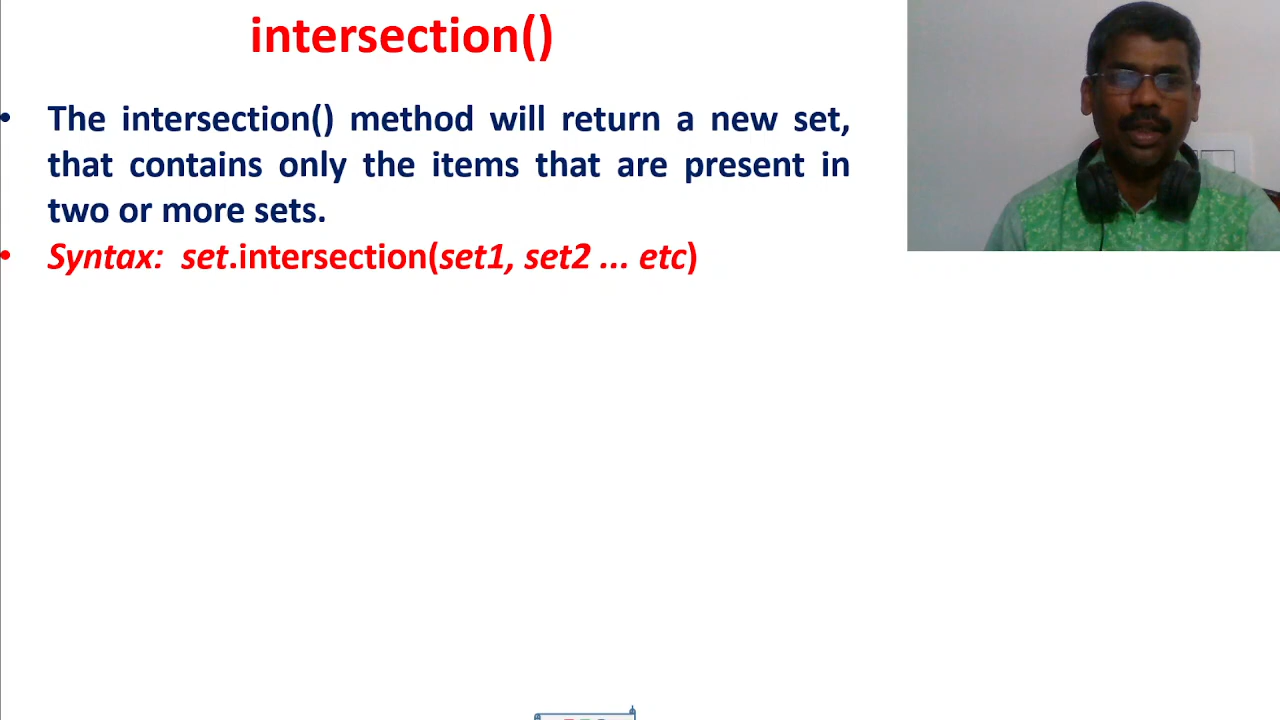 intersection()
• The intersection() method will return a new set,
that contains only the items that are present in
two or more sets.
• Syntax: set.intersection(set1, set2 ... etc)